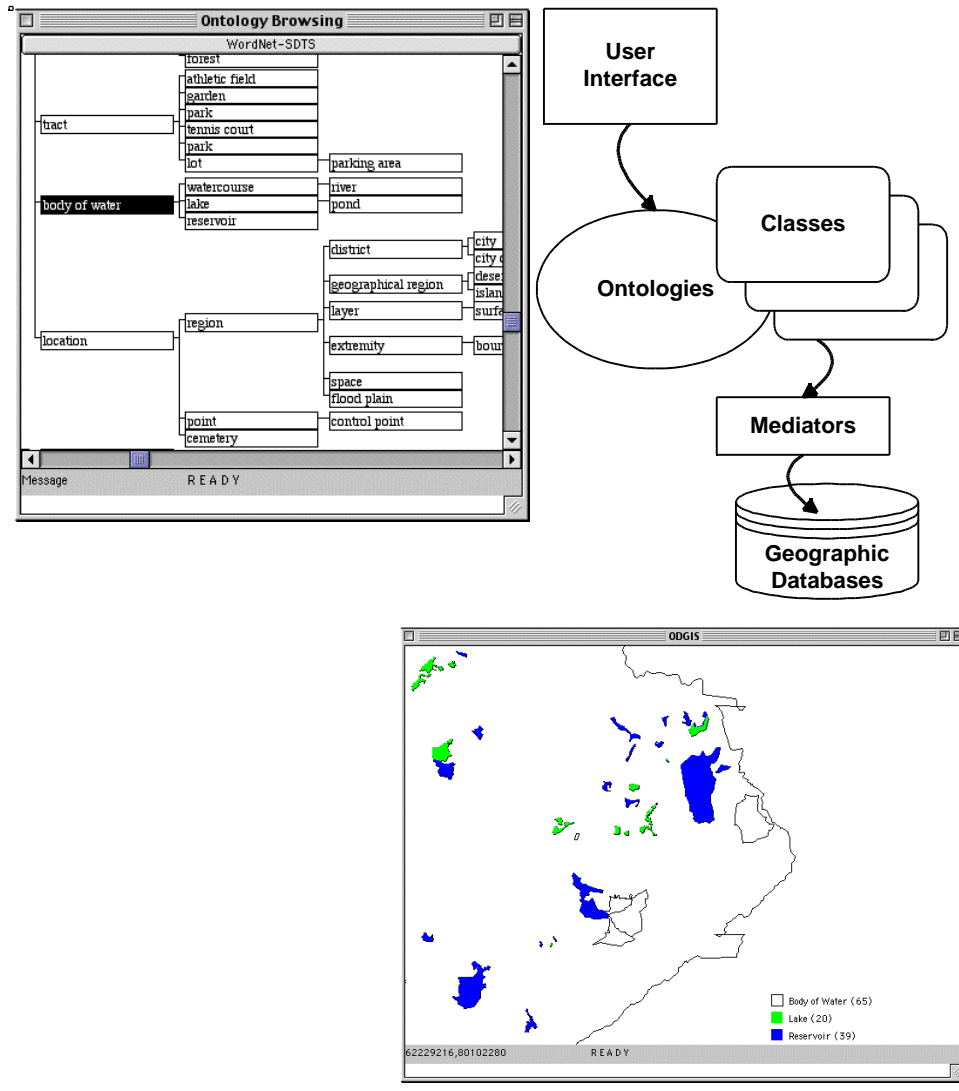 Ontology Browsing
WordNet-SDTS
forest
athletic field
garden
park
tract
tennis court
park
lot
parking area
watercourse
river
body of water
lake
pond
reservoir
district
city
city
geographical region
layer
region
location
extremity
space
flood plain
point
control point
cemetery
Message
READY
User
Interface
Classes
Ontologies
Mediators
Geographic
Databases
ODGIS
Body of Water (65)
Lake (20)
Reservoir (39)
62229216,80102280
READY